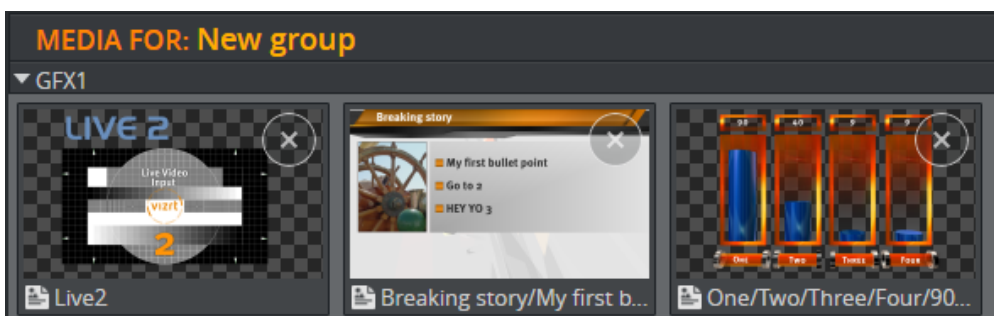 MEDIA FOR: New group
GFX1
LIVE 2
Live Video
Input
vizrt
2
Live2
Breaking story
My first bullet point
Go to 2
HEY YO 3
Breaking story/My first b...
90 40 9 9
One Two Three Four
One/Two/Three/Four/90...